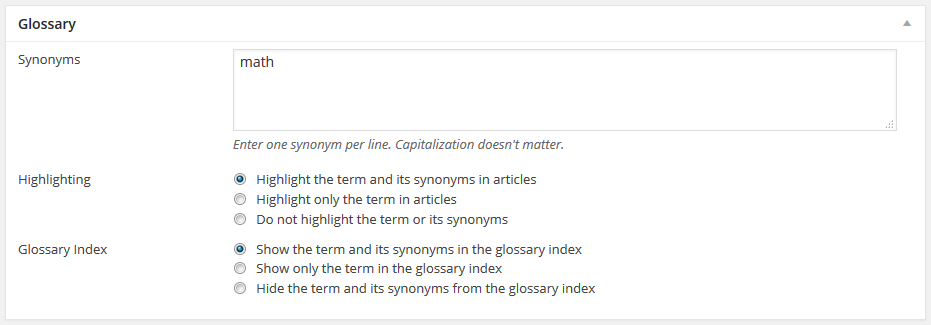 Glossary
Synonyms
math
Enter one synonym per line. Capitalization doesn't matter.
Highlighting
Highlight the term and its synonyms in articles
Highlight only the term in articles
Do not highlight the term or its synonyms
Glossary Index
Show the term and its synonyms in the glossary index
Show only the term in the glossary index
Hide the term and its synonyms from the glossary index